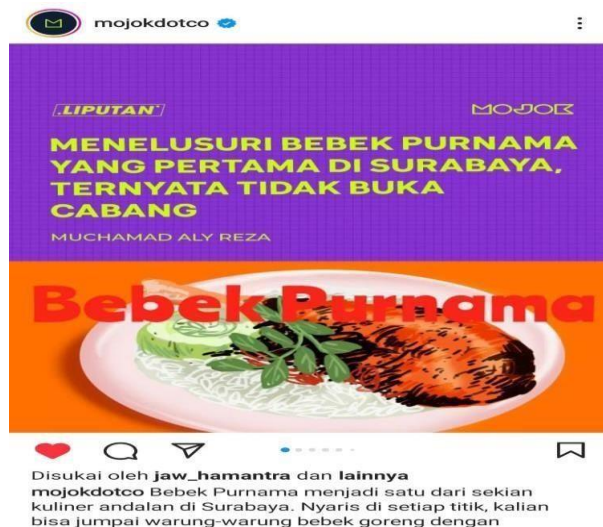 mojokdotco
LIPUTAN
MOJOK
MENELUSURI BEBEK PURNAMA
YANG PERTAMA DI SURABAYA,
TERNYATA TIDAK BUKA
CABANG
MUCHAMAD ALY REZA
Bebek Purnama
Disukai oleh jaw_hamantra dan lainnya
mojokdotco Bebek Purnama menjadi satu dari sekian
kuliner andalan di Surabaya. Nyaris di setiap titik, kalian
bisa jumpai warung-warung bebek goreng dengan